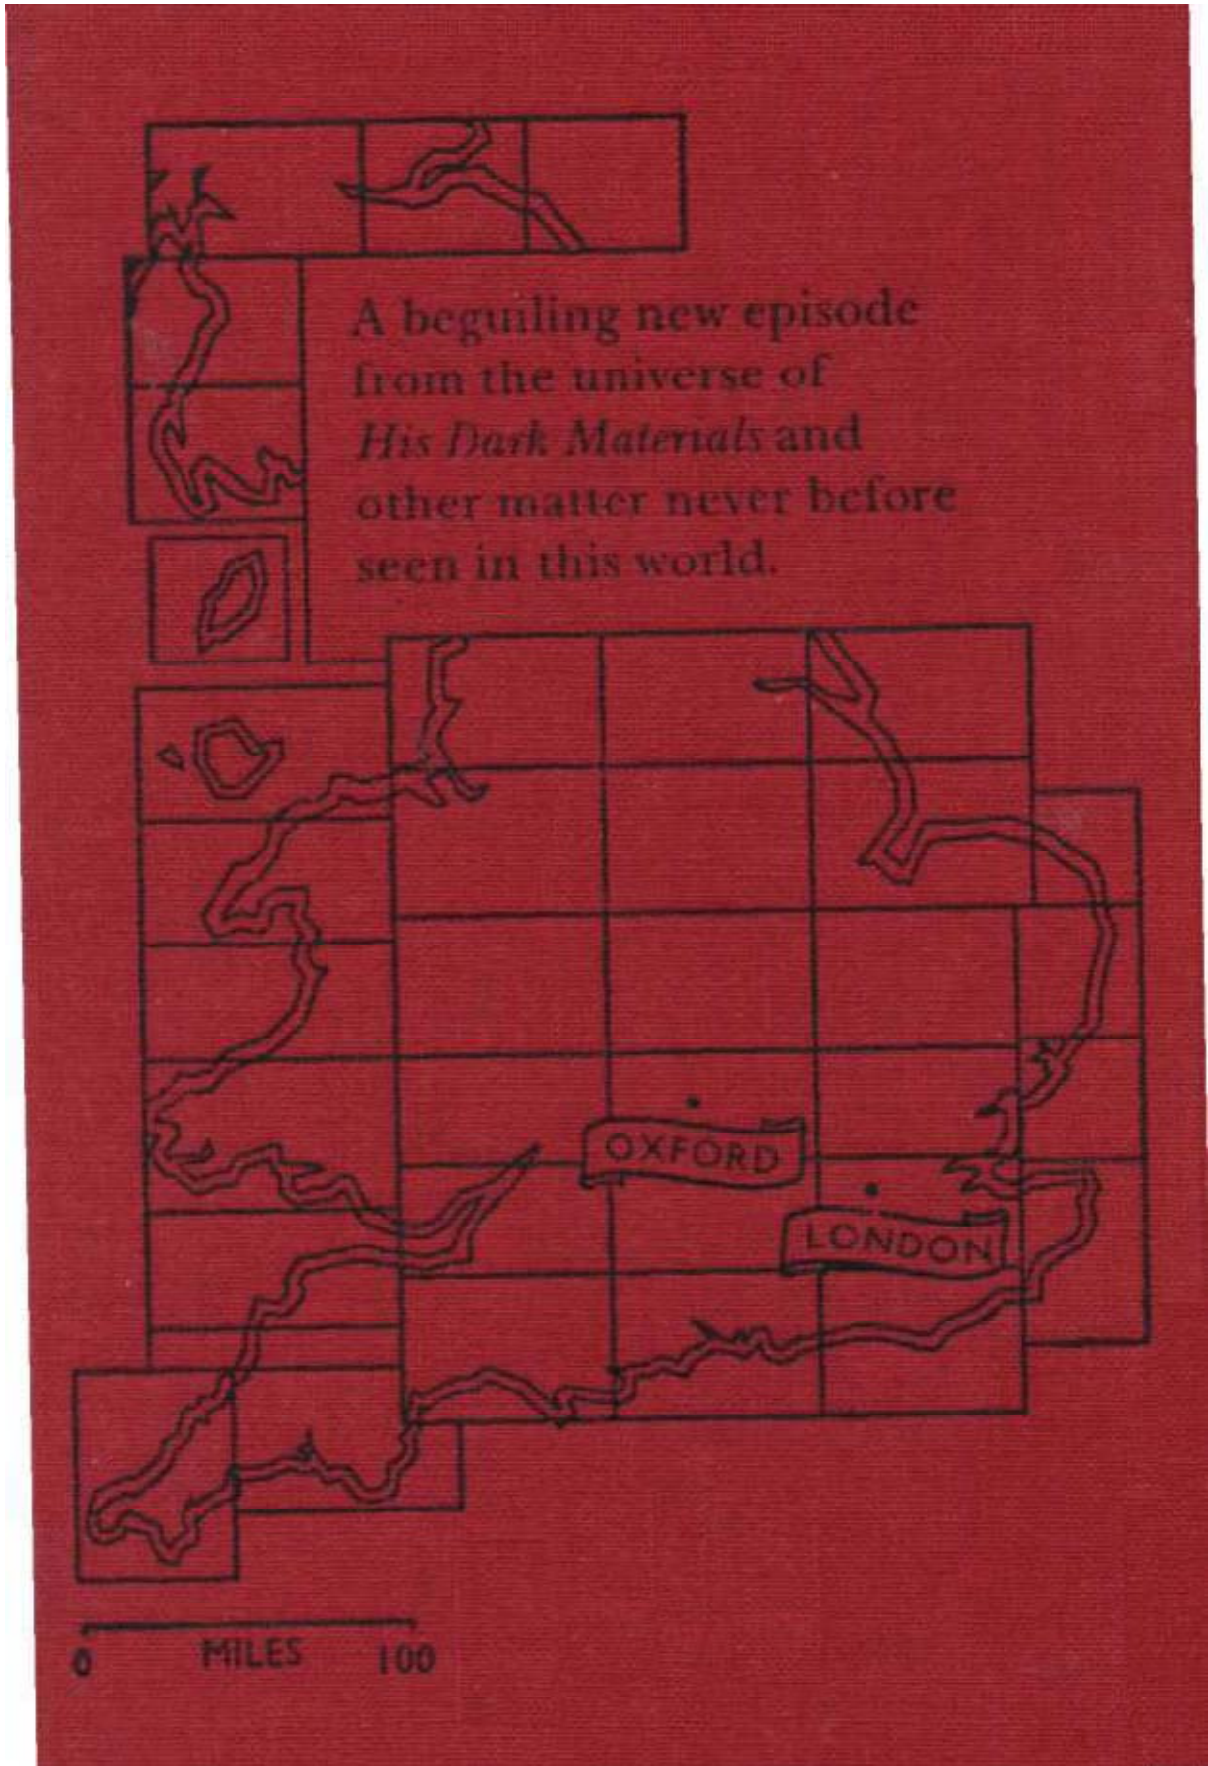 A beguiling new episode
from the universe of
His Dark Materials and
other matter never before
seen in this world.
OXFORD
LONDON
0 MILES 100